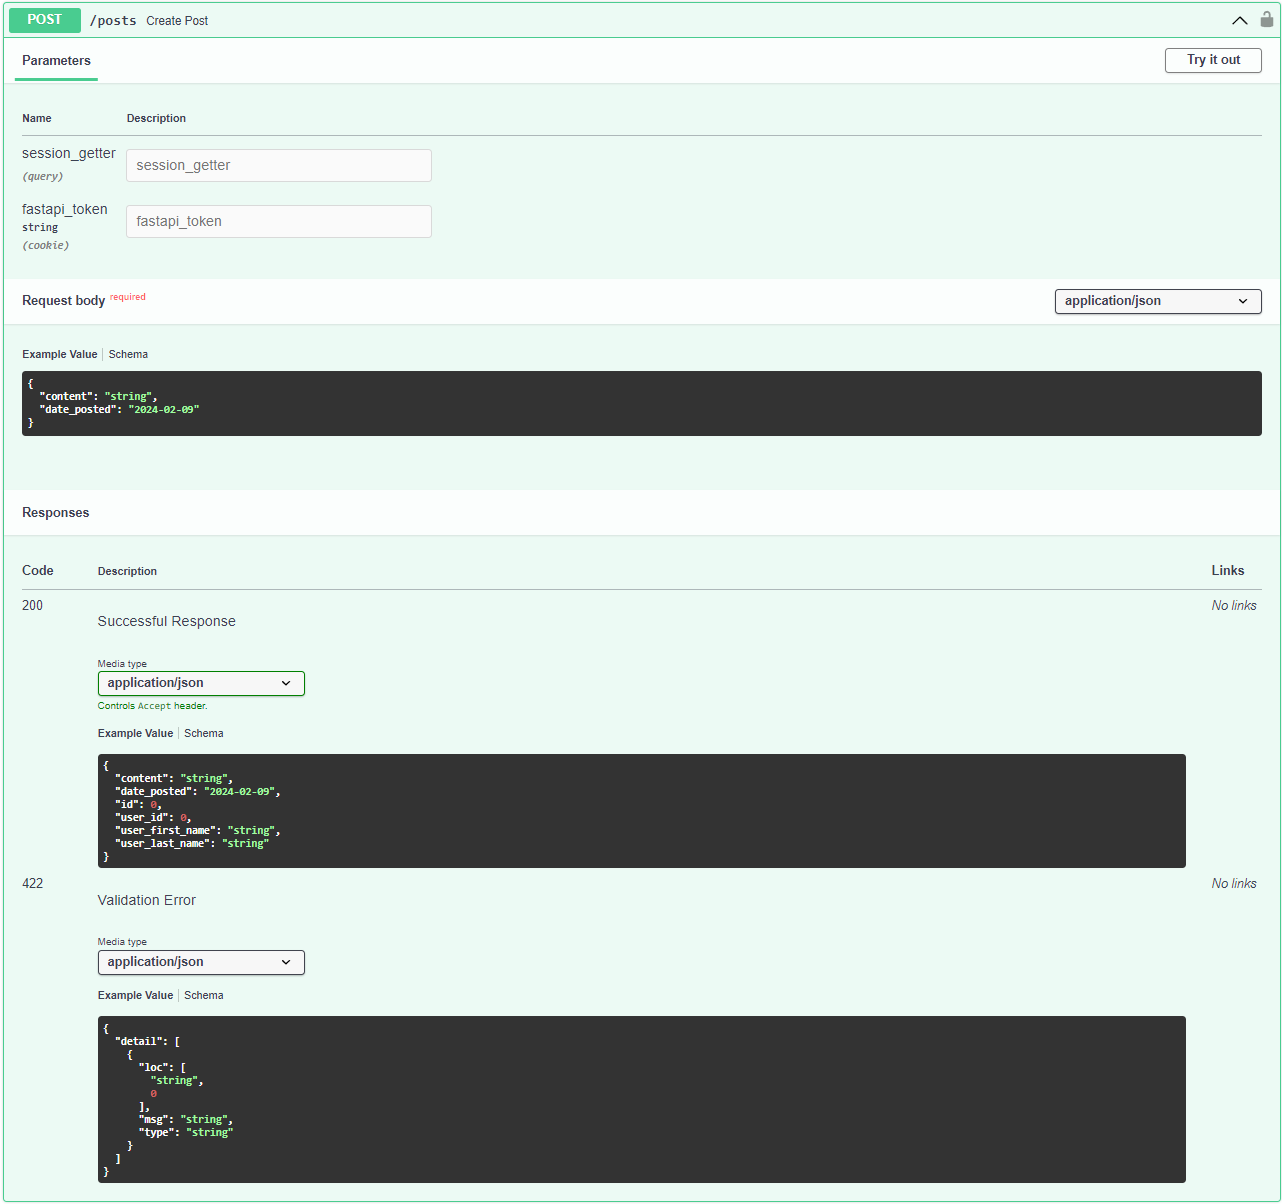 POST /posts Create Post
Parameters
Try it out
Name Description
session_getter
(query)
session_getter
fastapi_token
string
(cookie)
fastapi_token
Request body required
application/json
Example Value Schema
{
  "content": "string",
  "date_posted": "2024-02-09"
}
Responses
Code Description Links
200
Successful Response
No links
Media type
application/json
Controls Accept header.
Example Value Schema
{
  "content": "string",
  "date_posted": "2024-02-09",
  "id": 0,
  "user_id": 0,
  "user_first_name": "string",
  "user_last_name": "string"
}
422
Validation Error
No links
Media type
application/json
Example Value Schema
{
  "detail": [
    {
      "loc": [
        "string",
        0
      ],
      "msg": "string",
      "type": "string"
    }
  ]
}